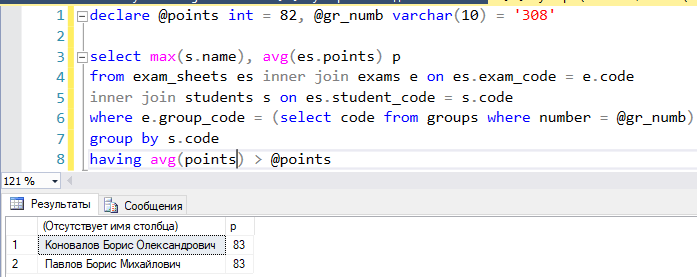 1 declare @points int = 82, @gr_numb varchar(10) = '308'
2
3 select max(s.name), avg(es.points) p
4 from exam_sheets es inner join exams e on es.exam_code = e.code
5 inner join students s on es.student_code = s.code
6 where e.group_code = (select code from groups where number = @gr_numb)
7 group by s.code
8 having avg(points) > @points
121 %
Результаты Сообщения
(Отсутствует имя столбца) p
1 Коновалов Борис Олександрович 83
2 Павлов Борис Михайлович 83